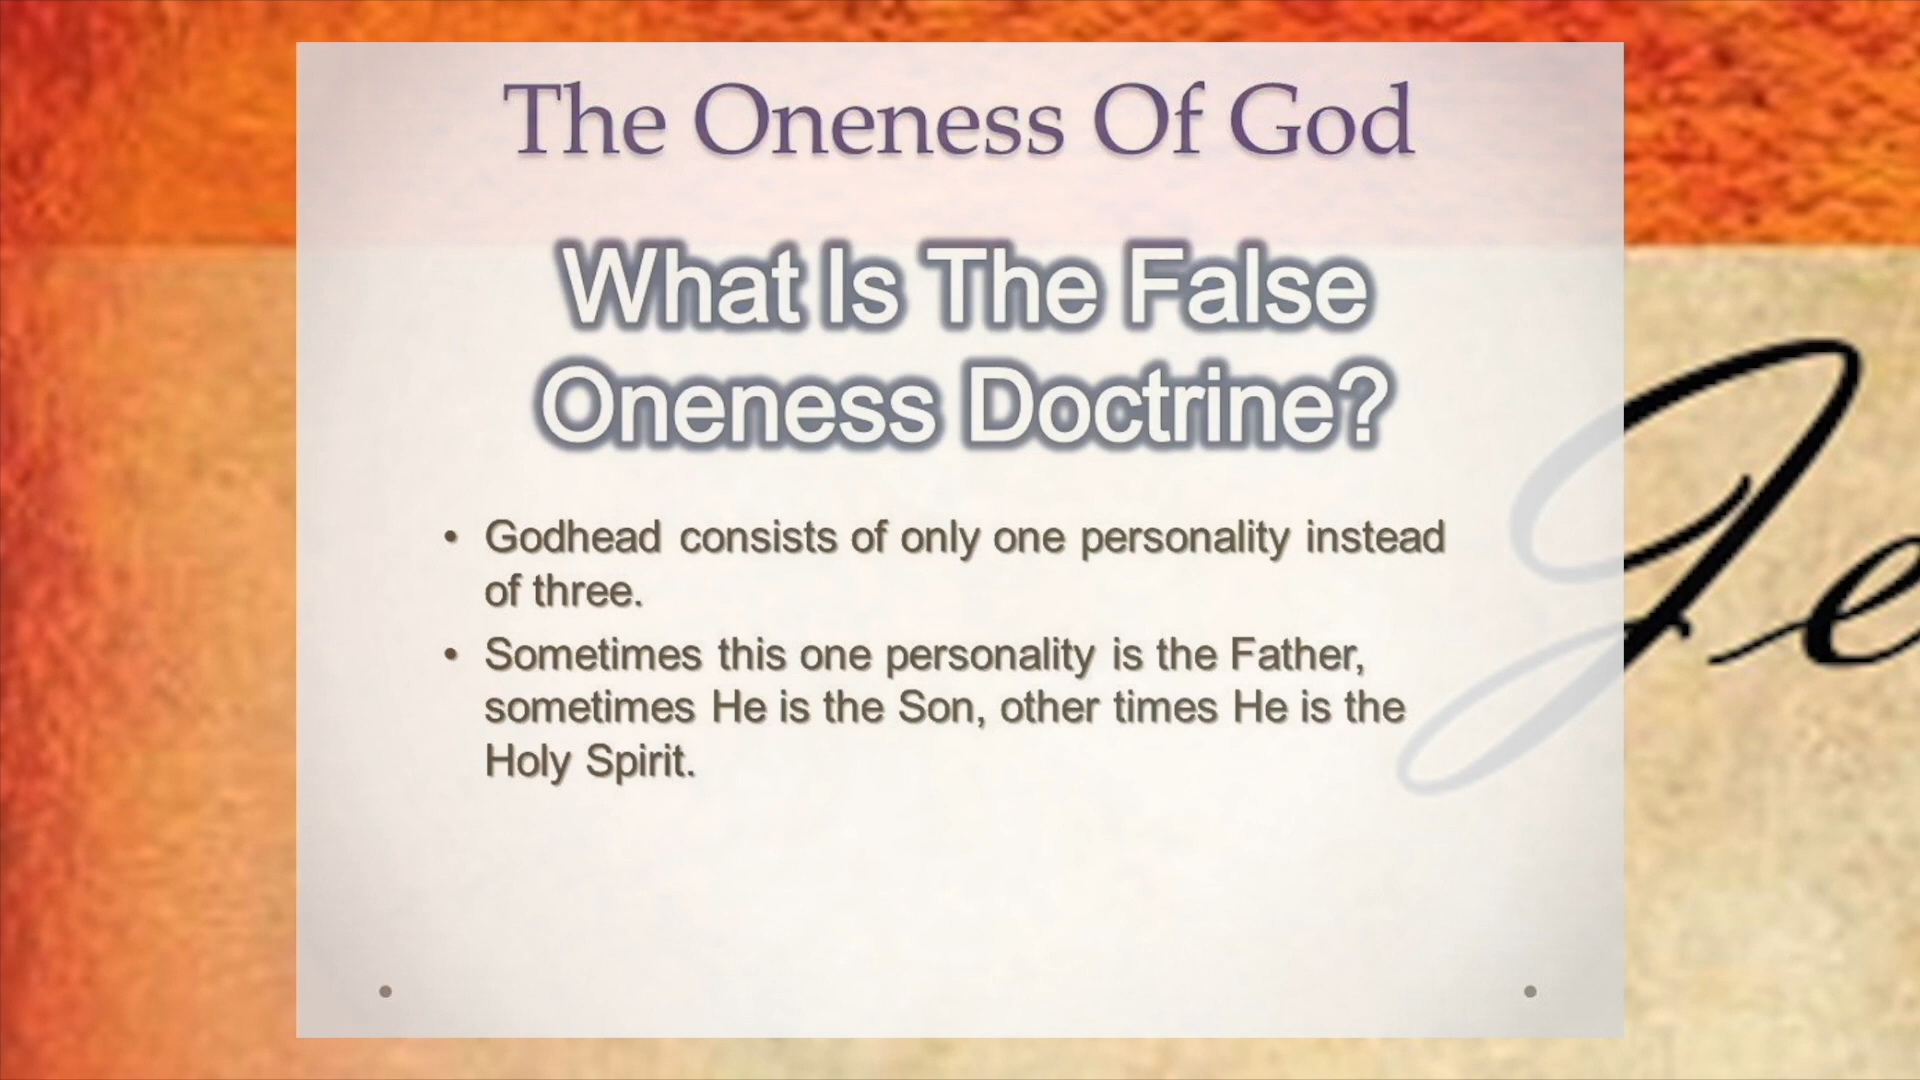 The Oneness Of God
What Is The False
Oneness Doctrine?
• Godhead consists of only one personality instead
of three.
• Sometimes this one personality is the Father,
sometimes He is the Son, other times He is the
Holy Spirit.
Je